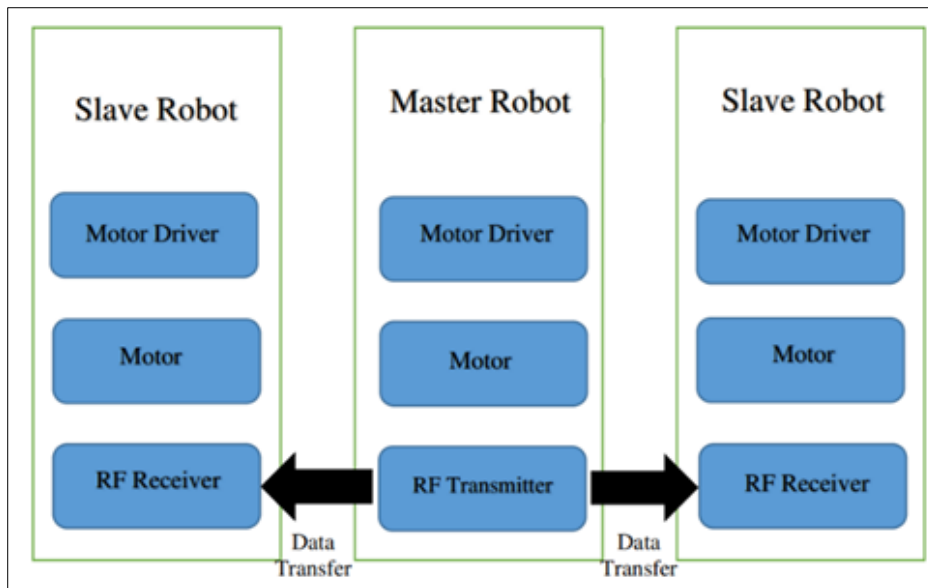 Slave Robot
Motor Driver
Motor
RF Receiver
Master Robot
Motor Driver
Motor
RF Transmitter
Slave Robot
Motor Driver
Motor
RF Receiver
Data
Transfer
Data
Transfer